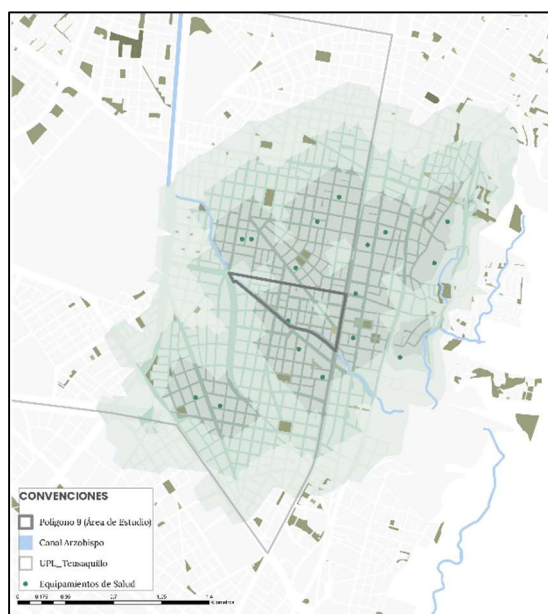 CONVENCIONES
Polígono 9 (Área de Estudio)
Canal Arzobispo
UPL_Teusaquillo
Equipamientos de Salud